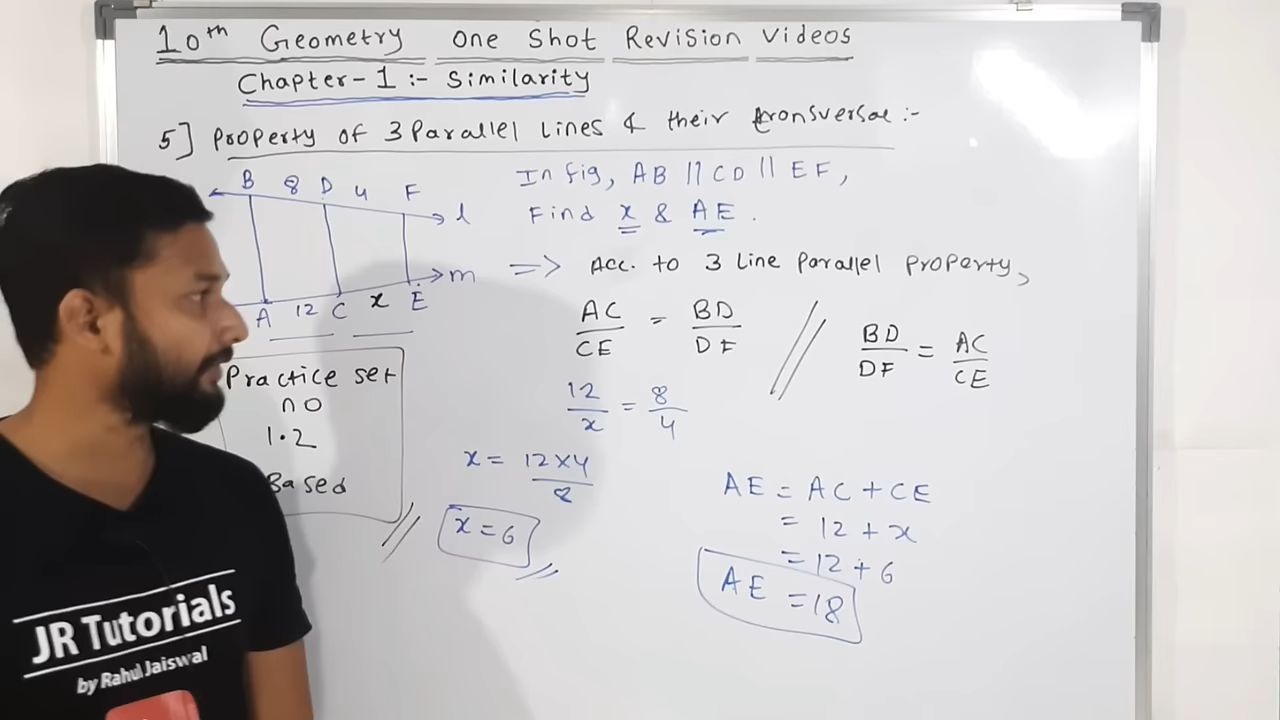 10th Geometry One Shot Revision Videos
Chapter-1 :- Similarity
5] Property of 3 Parallel Lines & their transversal :-
B 8 D 4 F
l
m
A 12 C x E
In fig, AB || CD || EF,
Find x & AE.
=> Acc. to 3 Line Parallel Property,
AC/CE = BD/DF // BD/DF = AC/CE
12/x = 8/4
x = 12×4/8
x = 6
AE = AC + CE
= 12 + x
= 12 + 6
AE = 18
Practice set
no
1.2
Based
JR Tutorials
by Rahul Jaiswal